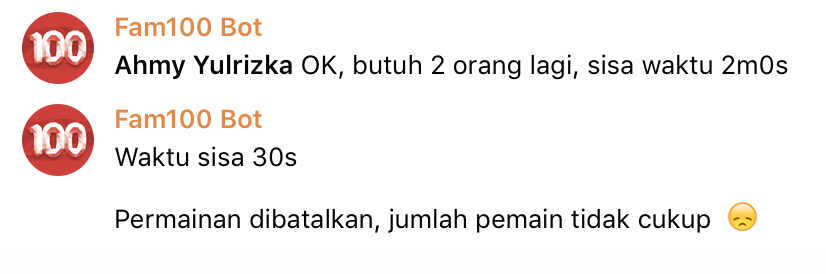 100
Fam100 Bot
Ahmy Yulrizka OK, butuh 2 orang lagi, sisa waktu 2m0s
100
Fam100 Bot
Waktu sisa 30s
Permainan dibatalkan, jumlah pemain tidak cukup 😞